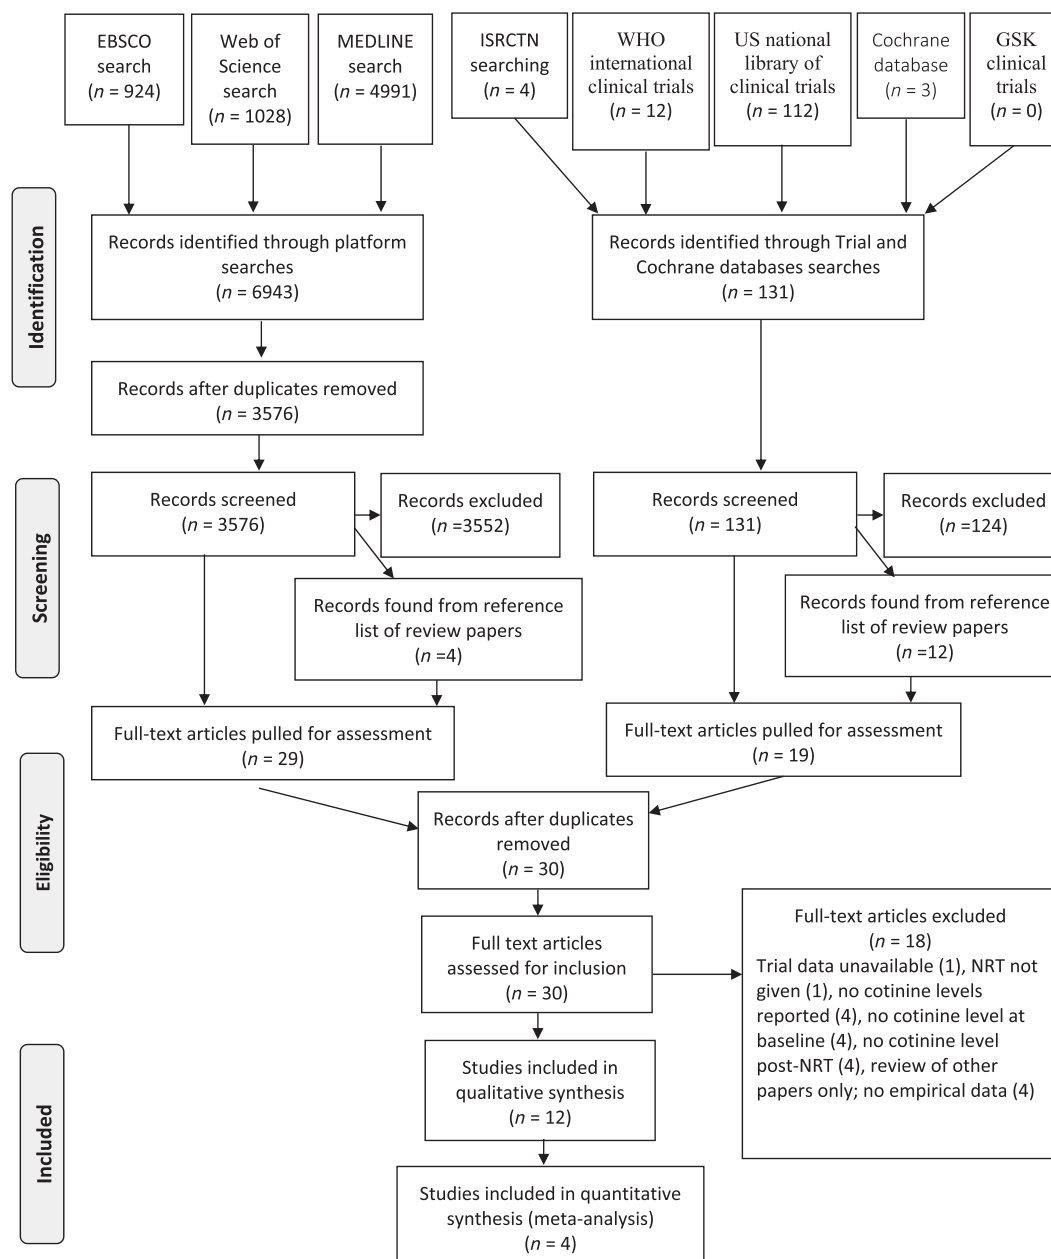 EBSCO
search
(n = 924)
Web of
Science
search
(n = 1028)
MEDLINE
search
(n = 4991)
ISRCTN
searching
(n = 4)
WHO
international
clinical trials
(n = 12)
US national
library of
clinical trials
(n = 112)
Cochrane
database
(n = 3)
GSK
clinical
trials
(n = 0)
Identification
Records identified through platform
searches
(n = 6943)
Records identified through Trial and
Cochrane databases searches
(n = 131)
Records after duplicates removed
(n = 3576)
Screening
Records screened
(n = 3576)
Records excluded
(n =3552)
Records screened
(n = 131)
Records excluded
(n =124)
Records found from reference
list of review papers
(n =4)
Records found from reference
list of review papers
(n =12)
Full-text articles pulled for assessment
(n = 29)
Full-text articles pulled for assessment
(n = 19)
Eligibility
Records after duplicates
removed
(n = 30)
Full text articles
assessed for inclusion
(n = 30)
Full-text articles excluded
(n = 18)
Trial data unavailable (1), NRT not
given (1), no cotinine levels
reported (4), no cotinine level at
baseline (4), no cotinine level
post-NRT (4), review of other
papers only; no empirical data (4)
Included
Studies included in
qualitative synthesis
(n = 12)
Studies included in quantitative
synthesis (meta-analysis)
(n = 4)